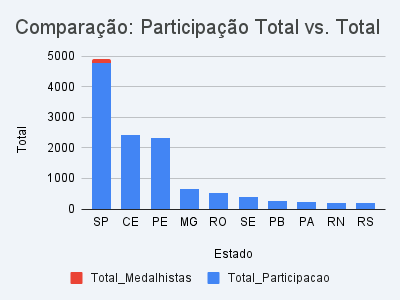 Comparação: Participação Total vs. Total
Total
5000
4000
3000
2000
1000
0
SP CE PE MG RO SE PB PA RN RS
Estado
Total_Medalhistas Total_Participacao